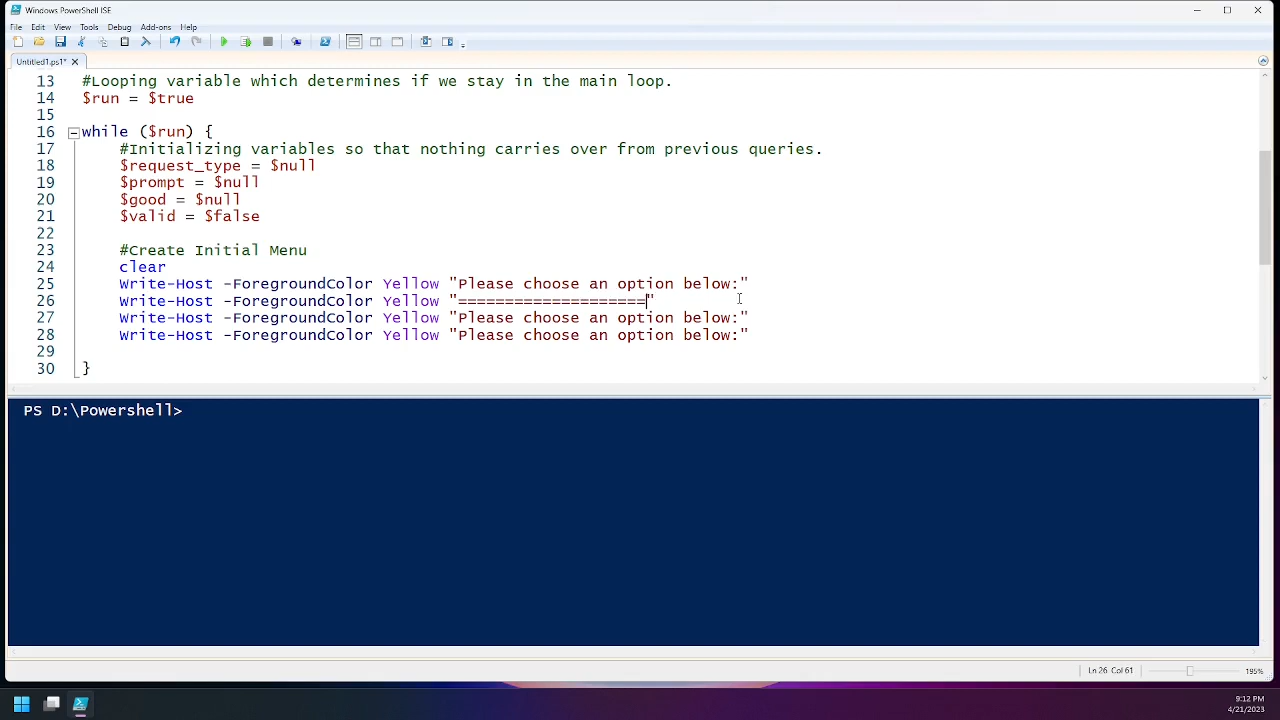 Windows PowerShell ISE
File Edit View Tools Debug Add-ons Help
Untitled1.ps1* X
13 #Looping variable which determines if we stay in the main loop.
14 $run = $true
15
16 while ($run) {
17 #Initializing variables so that nothing carries over from previous queries.
18 $request_type = $null
19 $prompt = $null
20 $good = $null
21 $valid = $false
22
23 #Create Initial Menu
24 clear
25 Write-Host -ForegroundColor Yellow "Please choose an option below:"
26 Write-Host -ForegroundColor Yellow "===================="
27 Write-Host -ForegroundColor Yellow "Please choose an option below:"
28 Write-Host -ForegroundColor Yellow "Please choose an option below:"
29
30 }
PS D:\Powershell>
Ln 26 Col 61 195%
9:12 PM
4/21/2023